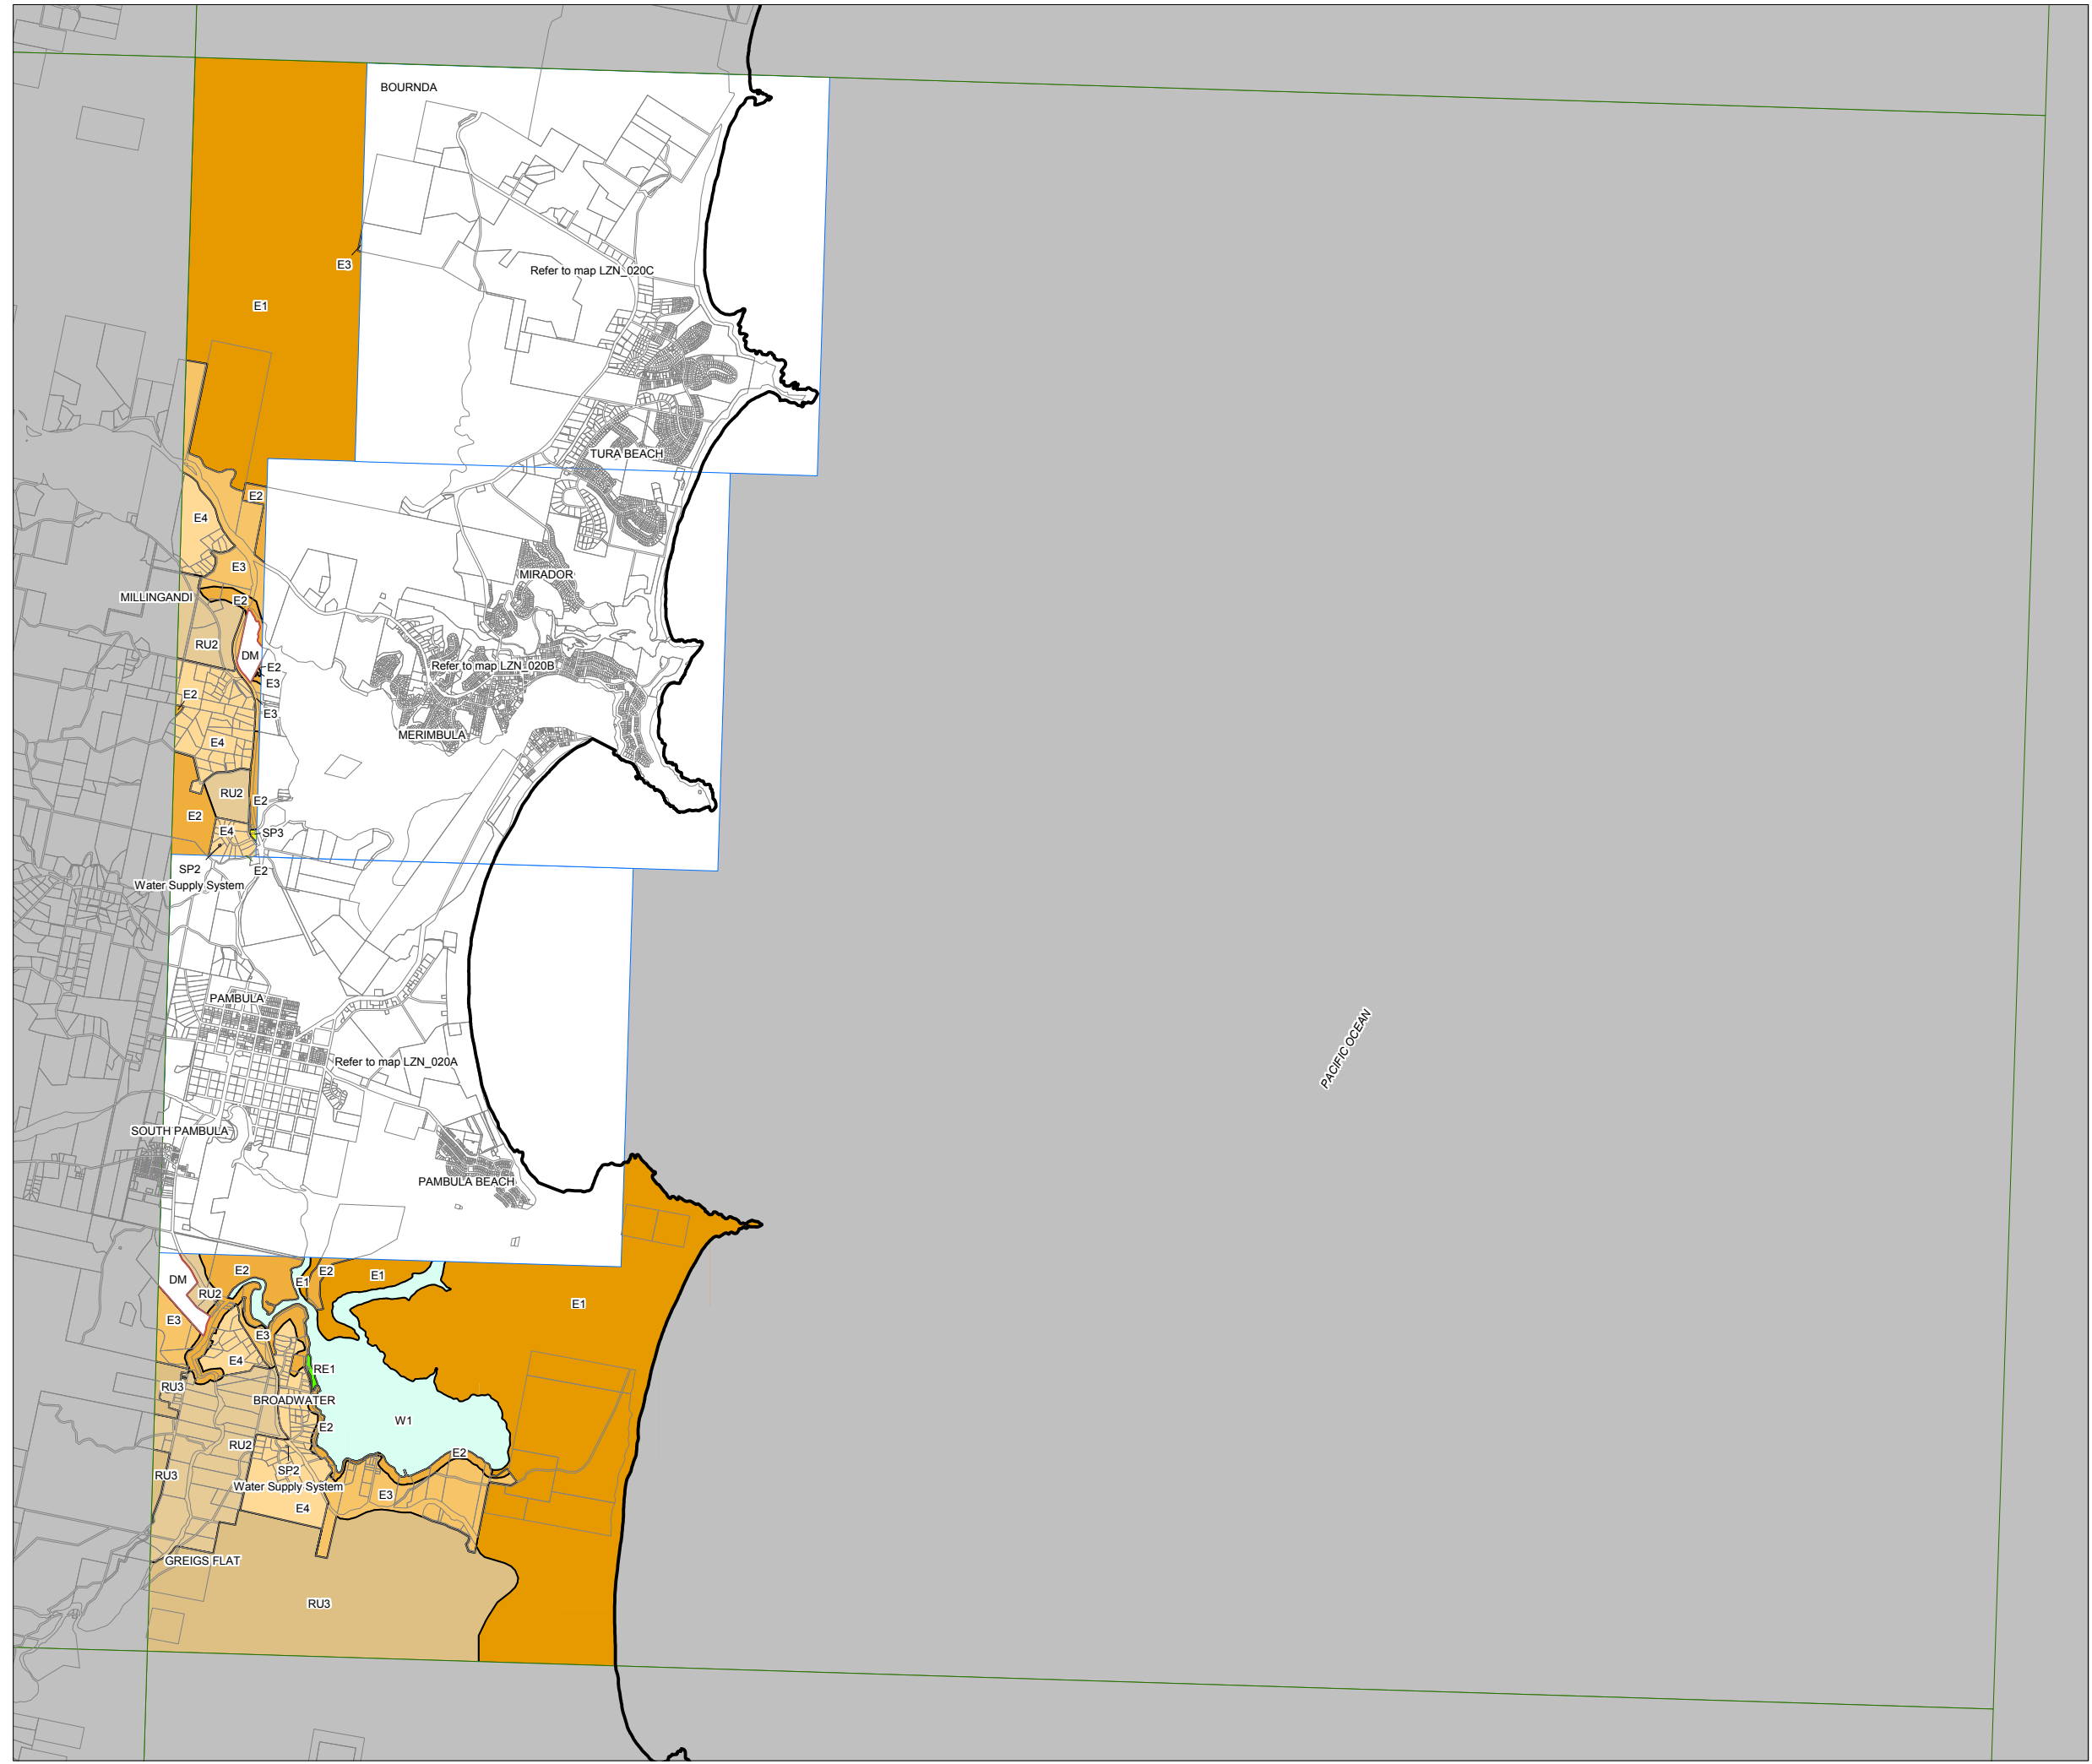 BOURNDA
E3
Refer to map LZN_020C
E1
TURA BEACH
E2
E4
E3
MIRADOR
MILLINGANDI
E2
RU2
DM
E2
Refer to map LZN_020B
E3
E2
E3
MERIMBULA
E4
RU2
E2
E2
E4
SP3
SP2
E2
Water Supply System
PAMBULA
PACIFIC OCEAN
Refer to map LZN_020A
SOUTH PAMBULA
PAMBULA BEACH
E2
E2
E1
DM
E1
RU2
E1
E3
E3
E4
RE1
RU3
BROADWATER
W1
E2
RU2
E2
SP2
RU3
Water Supply System
E3
E4
GREIGS FLAT
RU3